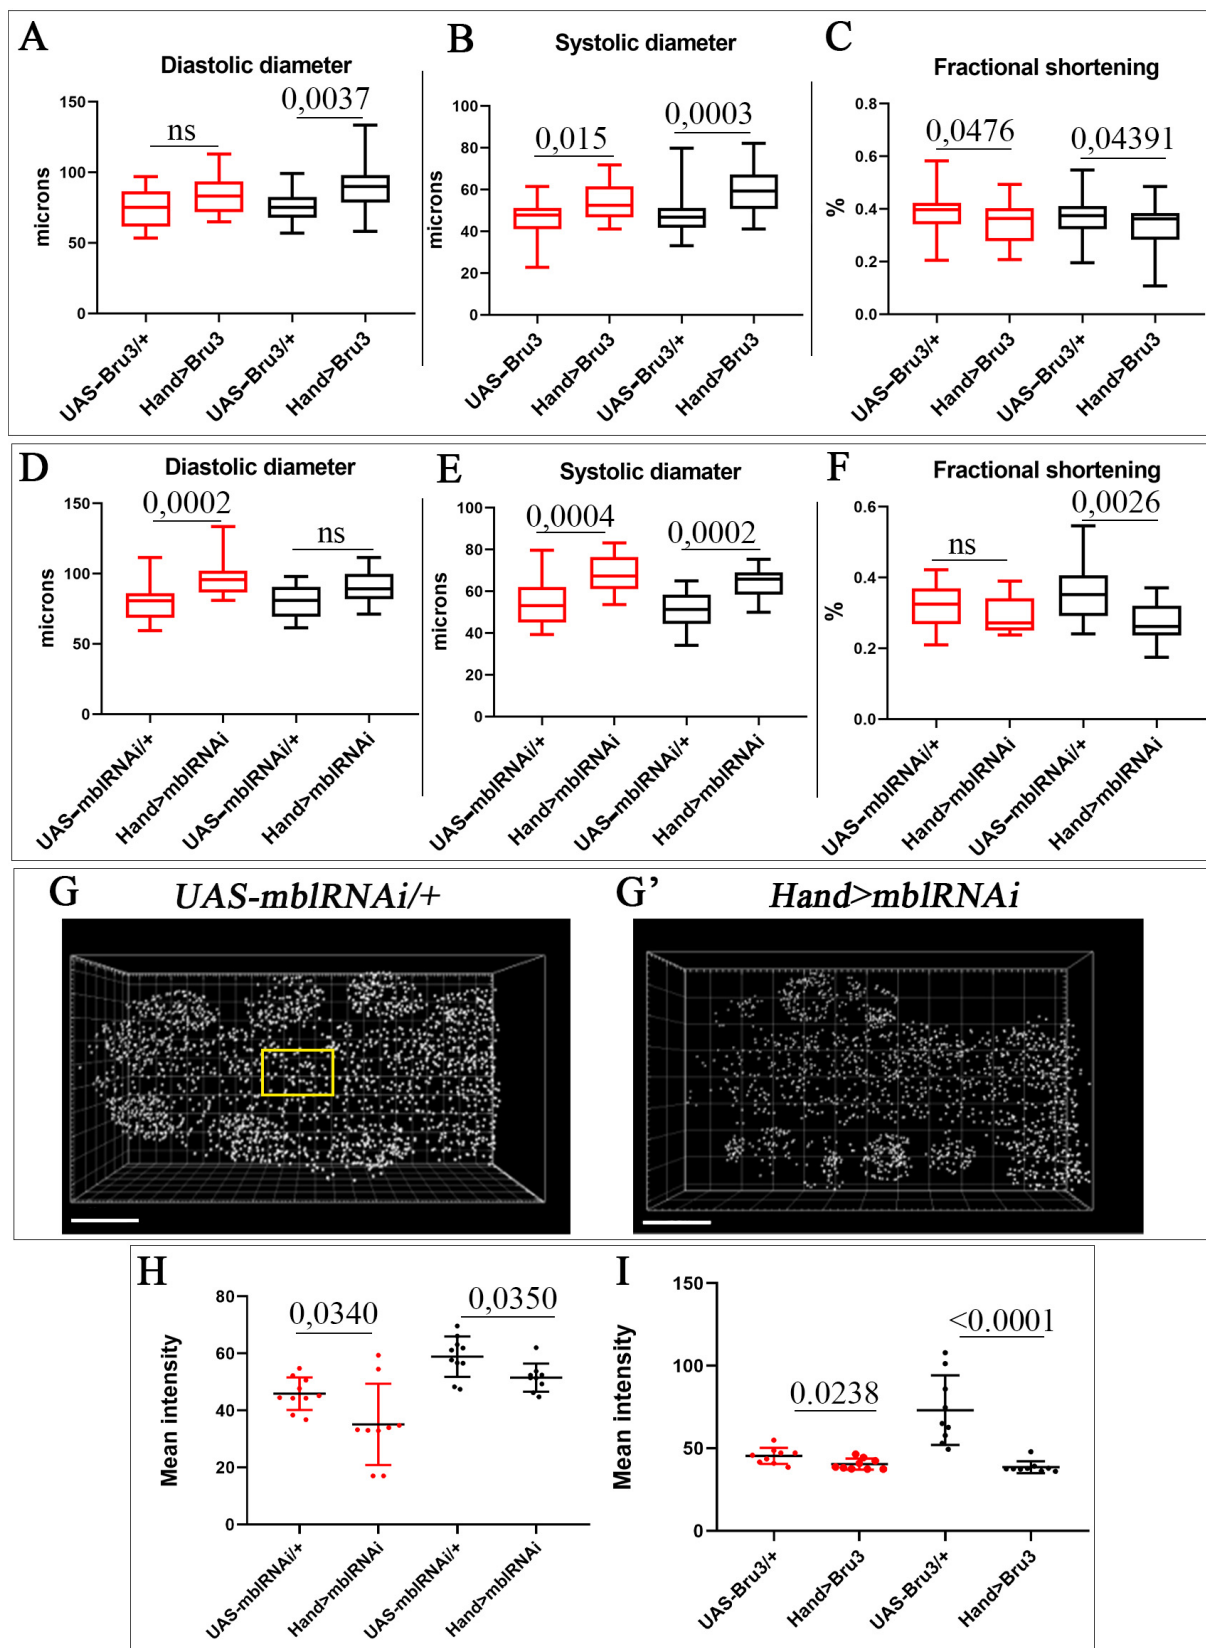 A
Diastolic diameter
microns
150
100
50
0
ns
0,0037
UAS-Bru3/+
Hand>Bru3
UAS-Bru3/+
Hand>Bru3
B
Systolic diameter
microns
100
80
60
40
20
0
0,015
0,0003
UAS-Bru3
Hand>Bru3
UAS-Bru3/+
Hand>Bru3
C
Fractional shortening
%
0.8
0.6
0.4
0.2
0.0
0,0476
0,04391
UAS-Bru3/+
Hand>Bru3
UAS-Bru3/+
Hand>Bru3
D
Diastolic diameter
microns
150
100
50
0
0,0002
ns
UAS-mblRNAi/+
Hand>mblRNAi
UAS-mblRNAi/+
Hand>mblRNAi
E
Systolic diamater
microns
100
80
60
40
20
0
0,0004
0,0002
UAS-mblRNAi/+
Hand>mblRNAi
UAS-mblRNAi/+
Hand>mblRNAi
F
Fractional shortening
%
0.6
0.4
0.2
0.0
ns
0,0026
UAS-mblRNAi/+
Hand>mblRNAi
UAS-mblRNAi/+
Hand>mblRNAi
G
UAS-mblRNAi/+
G’
Hand>mblRNAi
H
Mean intensity
80
60
40
20
0
0,0340
0,0350
UAS-mblRNAi/+
Hand>mblRNAi
UAS-mblRNAi/+
Hand>mblRNAi
I
Mean intensity
150
100
50
0
0.0238
<0.0001
UAS-Bru3/+
Hand>Bru3
UAS-Bru3/+
Hand>Bru3